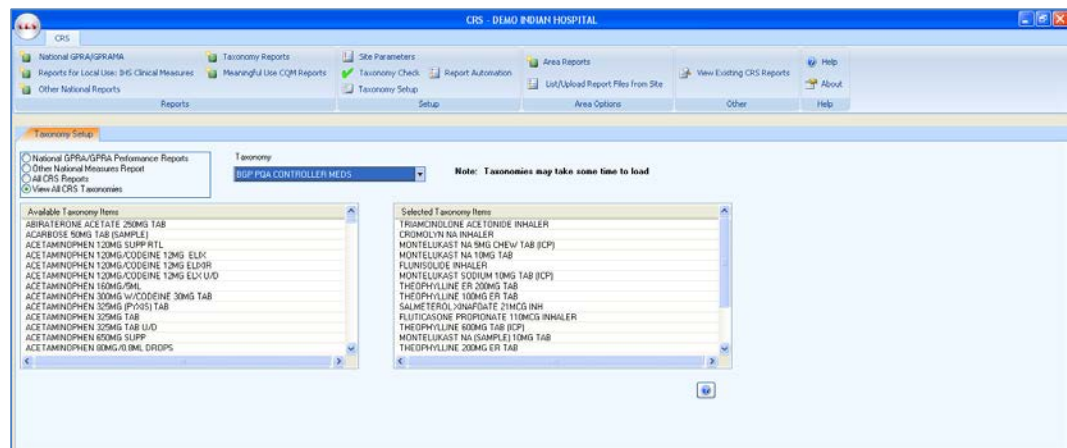 CRS - DEMO INDIAN HOSPITAL
CRS
National GPRA/GPRAMA
Reports for Local Use: IHS Clinical Measures
Other National Reports
Taxonomy Reports
Meaningful Use CQM Reports
Reports
Site Parameters
Taxonomy Check
Report Automation
Taxonomy Setup
Setup
Area Reports
List/Upload Report Files from Site
Area Options
View Existing CRS Reports
Other
Help
About
Help
Taxonomy Setup
National GPRA/GPRA Performance Reports
Other National Measures Report
All CRS Reports
View All CRS Taxonomies
Taxonomy
BGP PQA CONTROLLER MEDS
Note: Taxonomies may take some time to load
Available Taxonomy Items
ABIRATERONE ACETATE 250MG TAB
ACARBOSE 50MG TAB (SAMPLE)
ACETAMINOPHEN 120MG SUPP RTL
ACETAMINOPHEN 120MG/CODEINE 12MG ELIX
ACETAMINOPHEN 120MG/CODEINE 12MG ELIXIR
ACETAMINOPHEN 120MG/CODEINE 12MG ELX U/D
ACETAMINOPHEN 160MG/5ML
ACETAMINOPHEN 300MG W/CODEINE 30MG TAB
ACETAMINOPHEN 325MG (PYXIS) TAB
ACETAMINOPHEN 325MG TAB
ACETAMINOPHEN 325MG TAB U/D
ACETAMINOPHEN 650MG SUPP
ACETAMINOPHEN 80MG/0.8ML DROPS
Selected Taxonomy Items
TRIAMCINOLONE ACETONIDE INHALER
CROMOLYN NA INHALER
MONTELUKAST NA 5MG CHEW TAB (ICP)
MONTELUKAST NA 10MG TAB
FLUNISOLIDE INHALER
MONTELUKAST SODIUM 10MG TAB (ICP)
THEOPHYLLINE ER 200MG TAB
THEOPHYLLINE 100MG ER TAB
SALMETEROL XINAFOATE 21MCG INH
FLUTICASONE PROPIONATE 110MCG INHALER
THEOPHYLLINE 600MG TAB (ICP)
MONTELUKAST NA (SAMPLE) 10MG TAB
THEOPHYLLINE 200MG ER TAB